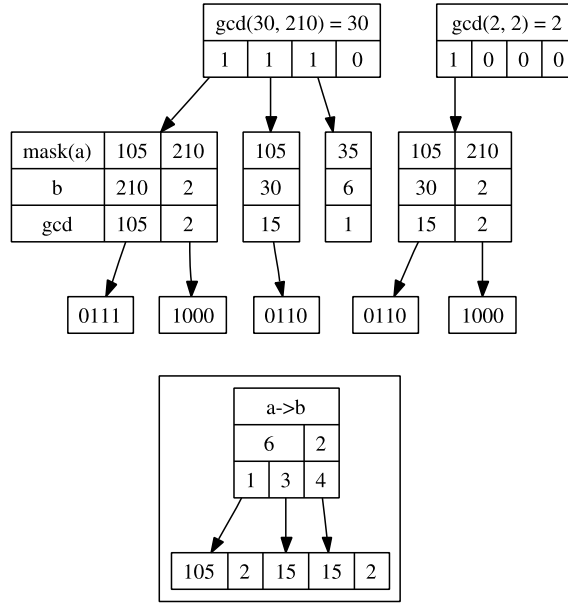 gcd(30, 210) = 30
1 1 1 0
gcd(2, 2) = 2
1 0 0 0
mask(a) 105 210
b 210 2
gcd 105 2
105
30
15
35
6
1
105 210
30 2
15 2
0111
1000
0110
0110
1000
a->b
6 2
1 3 4
105 2 15 15 2